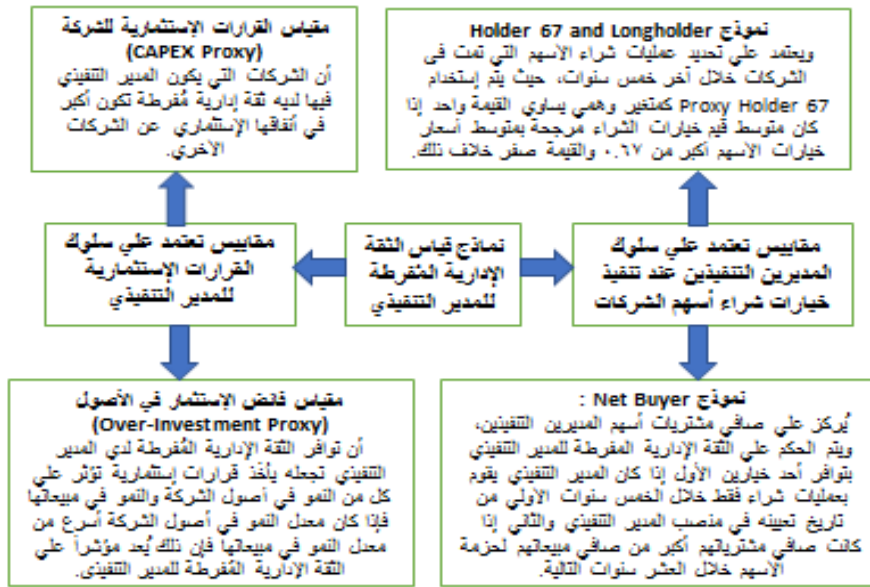 نموذج Holder 67 and Longholder
ويعتمد علي تحديد عمليات شراء الأسهم التي تمت في
الشركات خلال أخر خمس سنوات، حيث يتم إستخدام
Proxy Holder 67 كمتغير وهمي يساوي القيمة واحد إذا
كان متوسط قيم خيارات الشراء مرجحة بمتوسط أسعار
خيارات الأسهم أكبر من ٠.٦٧ والقيمة صفر خلاف ذلك.
مقياس القرارات الإستثمارية للشركة
(CAPEX Proxy)
أن الشركات التي يكون المدير التنفيذي
فيها لديه ثقة إدارية مُفرطة تكون أكبر
في أنفاقها الإستثماري عن الشركات
الأخري.
مقاييس تعتمد علي سلوك
المديرين التنفيذين عند تنفيذ
خيارات شراء أسهم الشركات
نماذج قياس الثقة
الإدارية المُفرطة
للمدير التنفيذي
مقاييس تعتمد علي سلوك
القرارات الإستثمارية
للمدير التنفيذي
نموذج Net Buyer :
يُركز علي صافي مشتريات أسهم المديرين التنفيذين،
ويتم الحكم علي الثقة الإدارية المفرطة للمدير التنفيذي
بتوافر أحد خيارين الأول إذا كان المدير التنفيذي يقوم
بعمليات شراء فقط خلال الخمس سنوات الأولي من
تاريخ تعيينه في منصب المدير التنفيذي والثاني إذا
كانت صافي مشترياتهم أكبر من صافي مبيعاتهم لحزمة
الأسهم خلال العشر سنوات التالية.
مقياس فائض الإستثمار في الأصول
(Over-Investment Proxy)
أن توافر الثقة الإدارية المُفرطة لدي المدير
التنفيذي تجعله يأخذ قرارات إستثمارية تؤثر علي
كل من النمو في أصول الشركة والنمو في مبيعاتها
فإذا كان معدل النمو في أصول الشركة أسرع من
معدل النمو في مبيعاتها فإن ذلك يُعد مؤشراً علي
الثقة الإدارية المُفرطة للمدير التنفيذي.